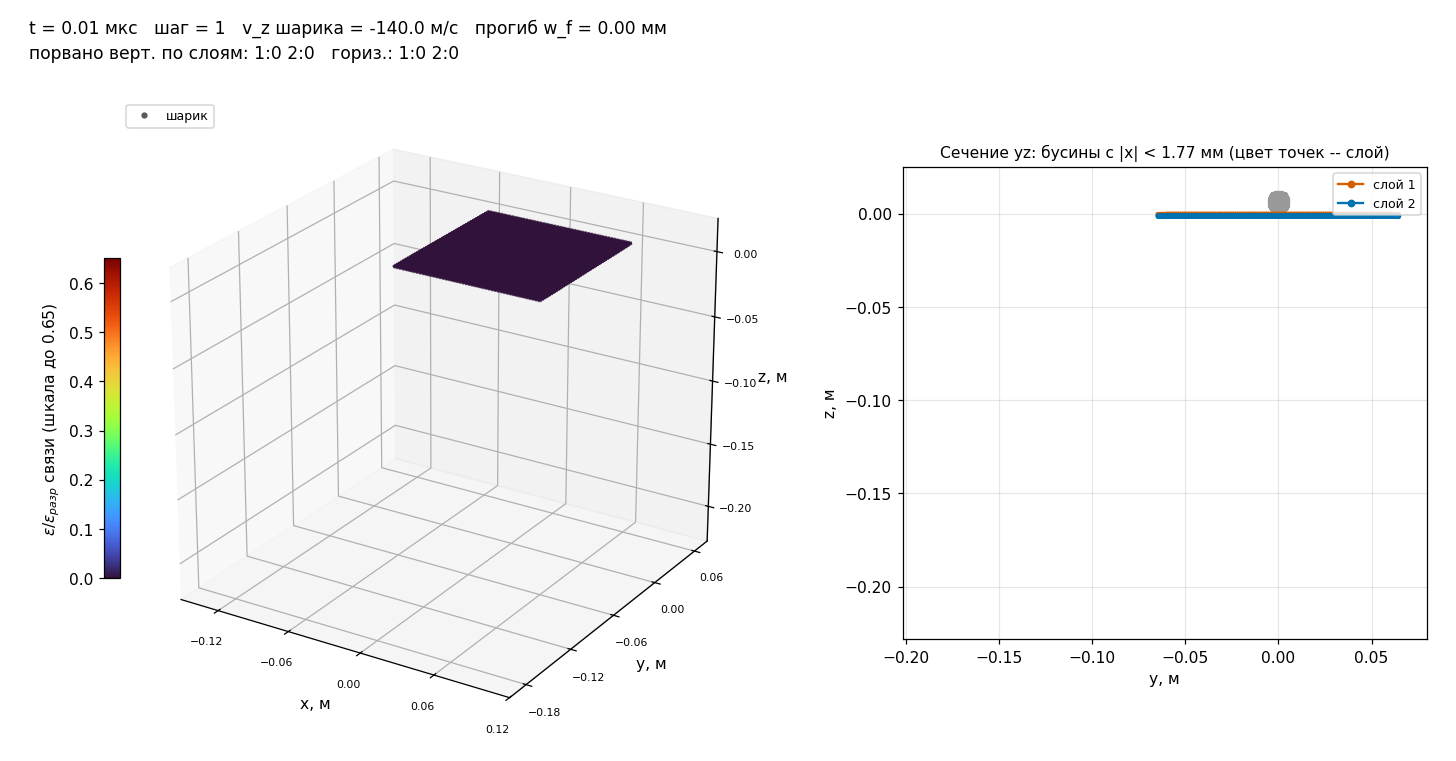 t = 0.01 мкс   шаг = 1   v_z шарика = -140.0 м/с   прогиб w_f = 0.00 мм
порвано верт. по слоям: 1:0 2:0   гориз.: 1:0 2:0
шарик
0.6
0.5
0.4
0.3
0.2
0.1
0.0
ε/ε_разр связи (шкала до 0.65)
0.00
−0.05
−0.10
−0.15
−0.20
z, м
0.06
0.00
−0.06
−0.12
−0.18
y, м
−0.12
−0.06
0.00
0.06
0.12
x, м
Сечение yz: бусины с |x| < 1.77 мм (цвет точек -- слой)
слой 1
слой 2
0.00
−0.05
−0.10
−0.15
−0.20
z, м
−0.20
−0.15
−0.10
−0.05
0.00
0.05
y, м